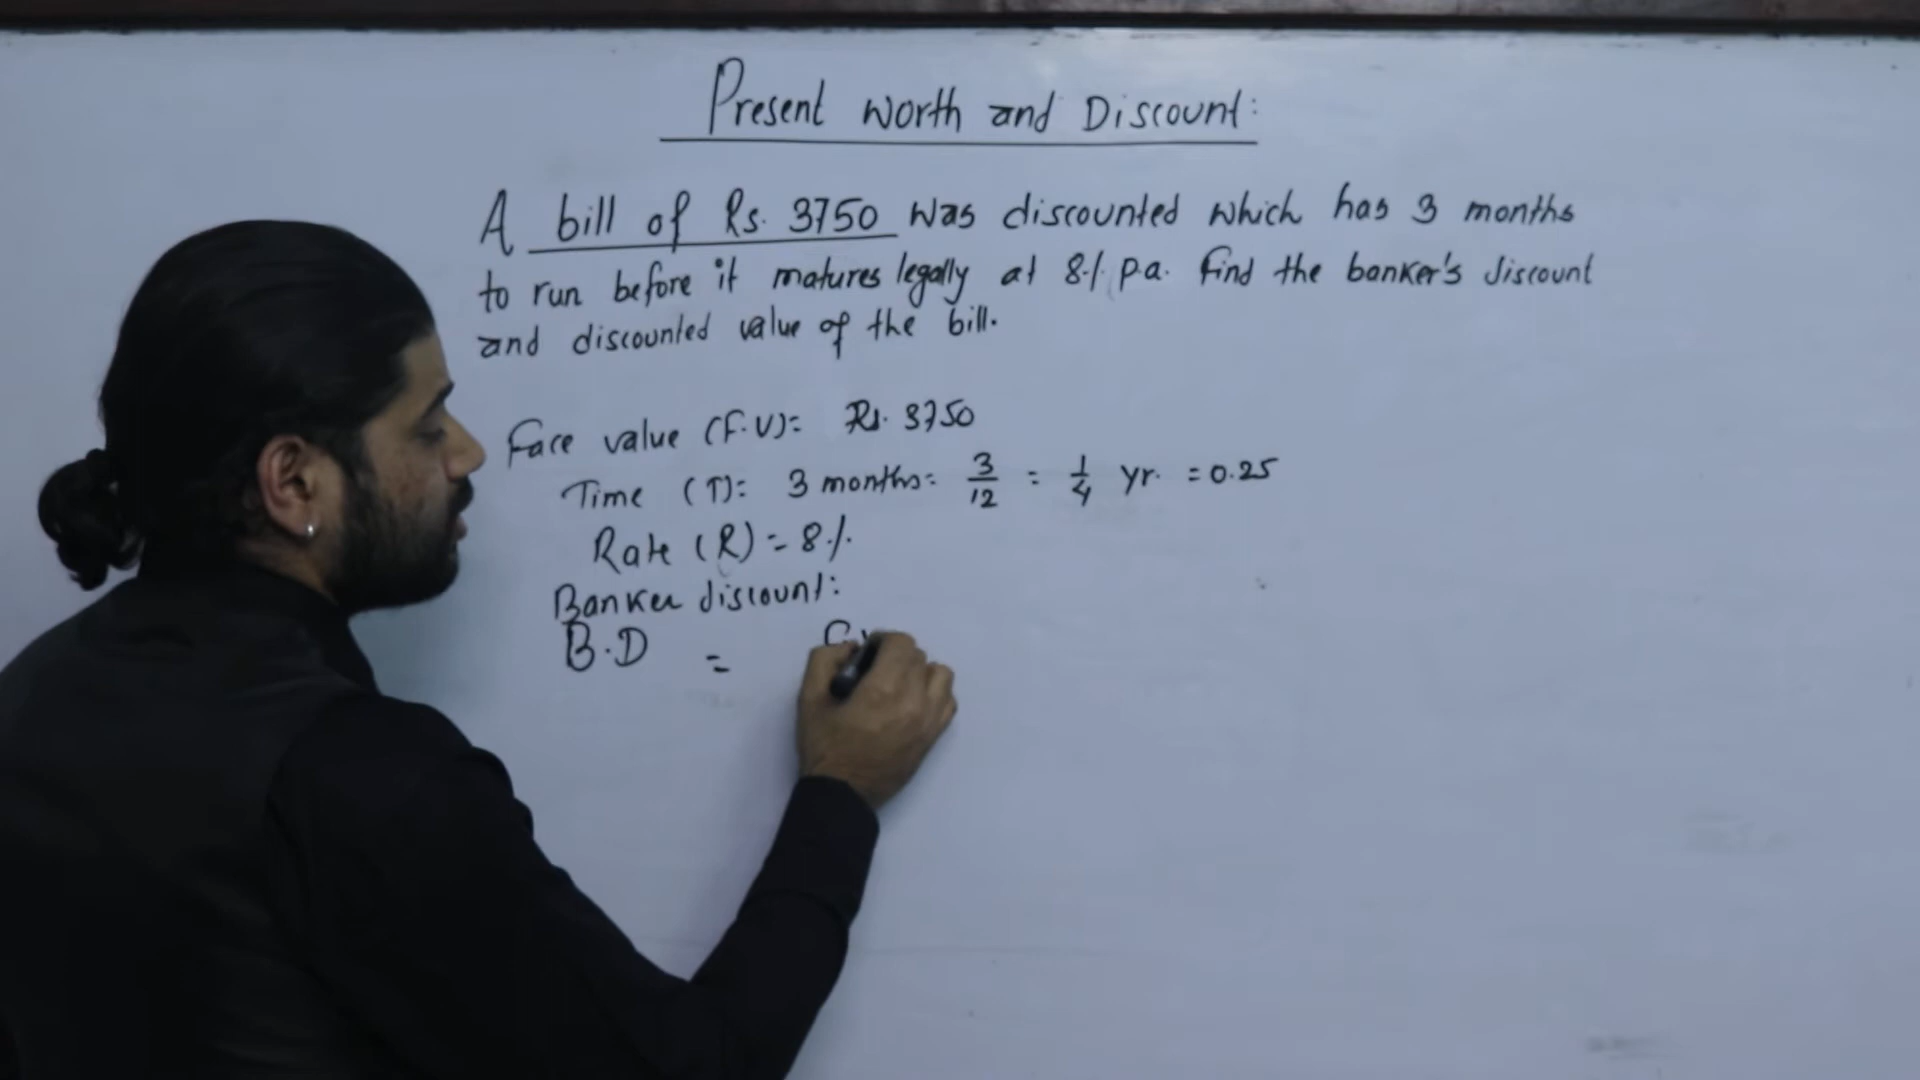 Present worth and Discount:
A bill of Rs. 3750 was discounted which has 3 months
to run before it matures legally at 8% p.a. Find the banker's discount
and discounted value of the bill.
Face value (F.V)= Rs. 3750
Time (T)= 3 months= 3/12 = 1/4 yr. = 0.25
Rate (R) = 8%
Banker discount:
B.D =